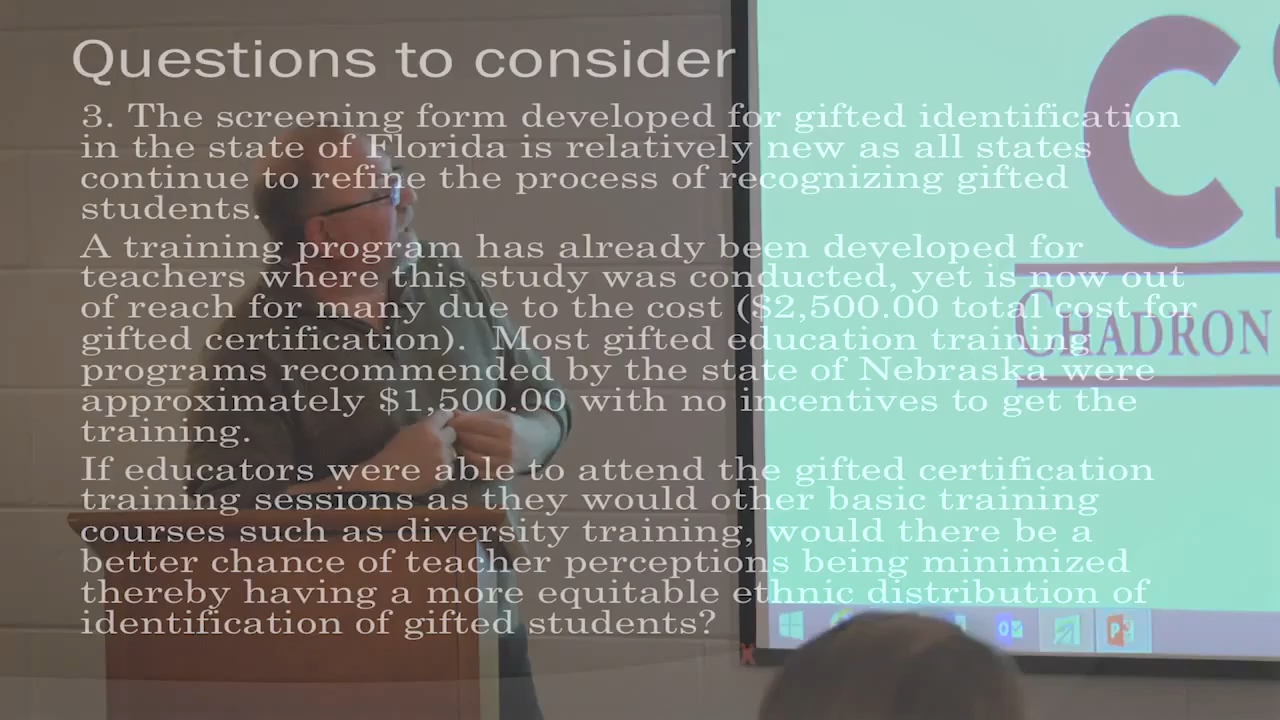 Questions to consider
3. The screening form developed for gifted identification
in the state of Florida is relatively new as all states
continue to refine the process of recognizing gifted
students.
A training program has already been developed for
teachers where this study was conducted, yet is now out
of reach for many due to the cost ($2,500.00 total cost for
gifted certification).  Most gifted education training
programs recommended by the state of Nebraska were
approximately $1,500.00 with no incentives to get the
training.
If educators were able to attend the gifted certification
training sessions as they would other basic training
courses such as diversity training, would there be a
better chance of teacher perceptions being minimized
thereby having a more equitable ethnic distribution of
identification of gifted students?
CS
CHADRON